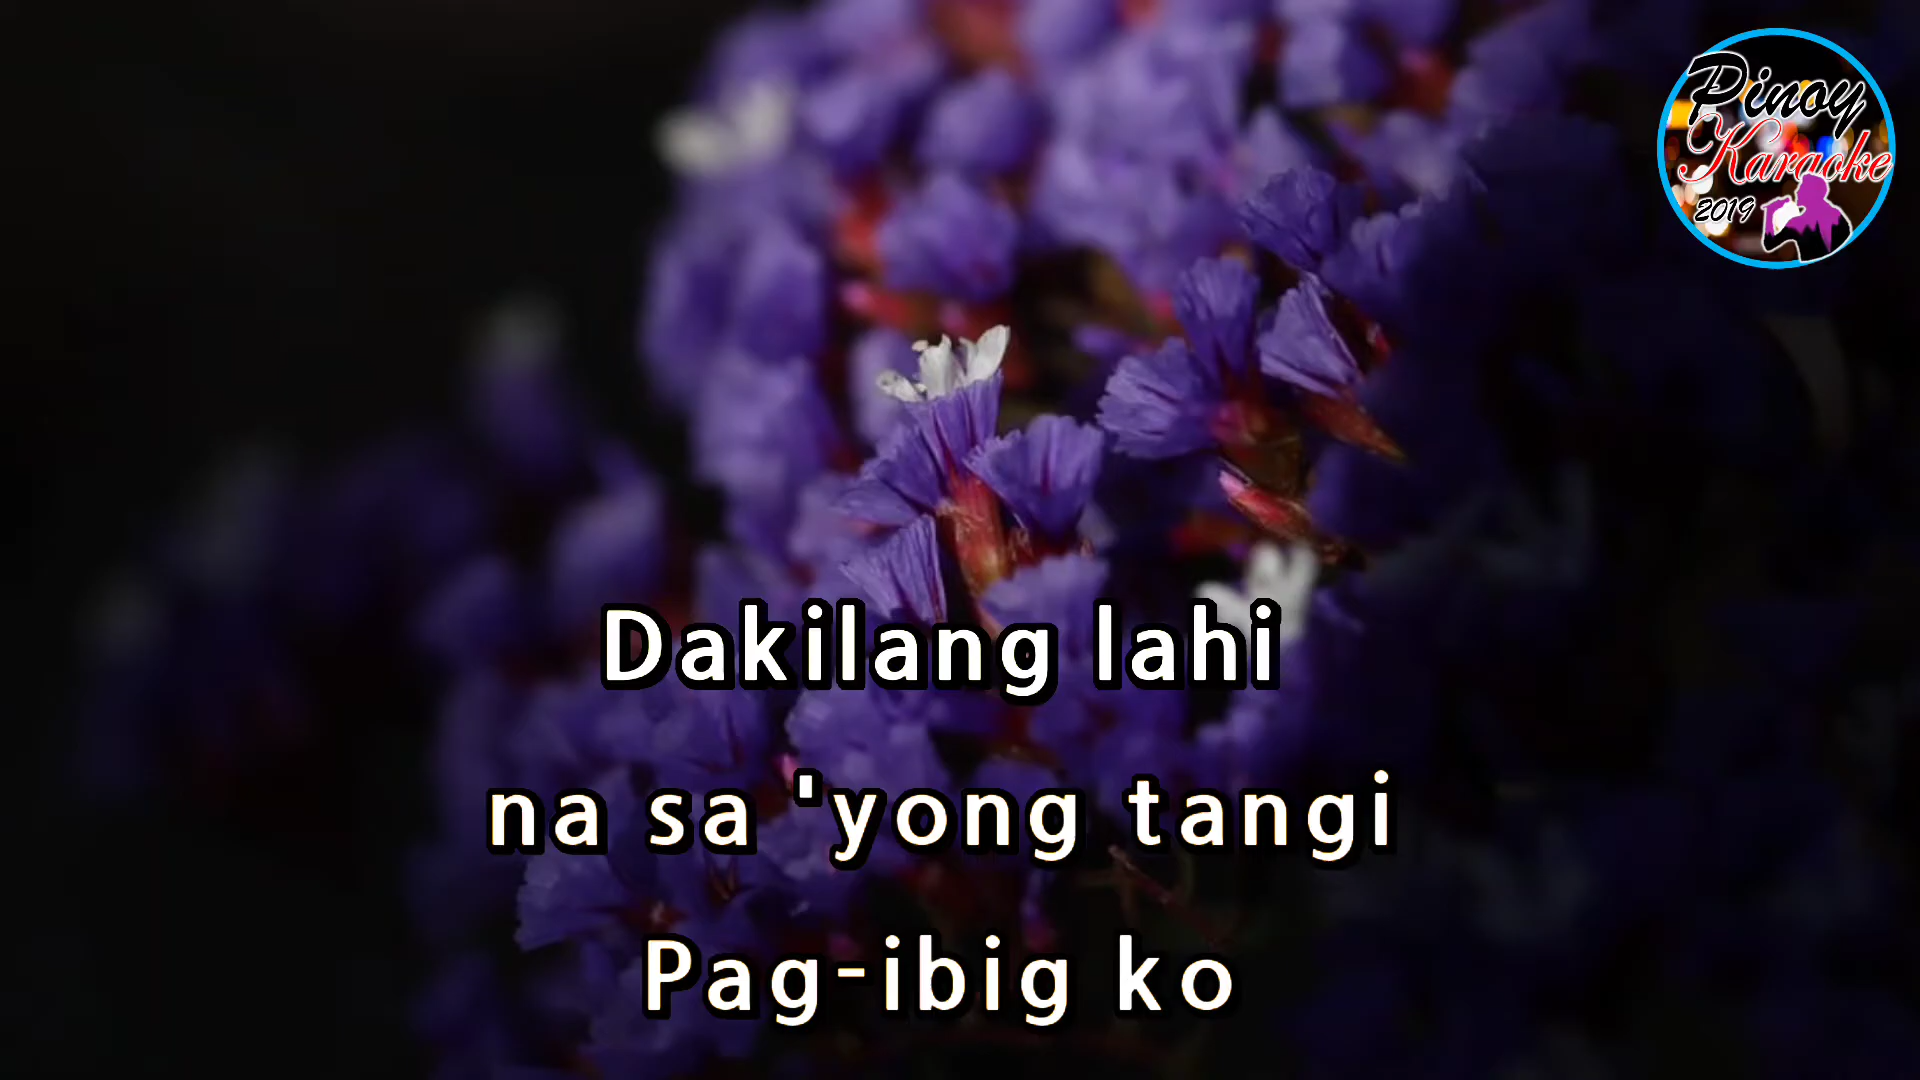 Pinoy
Karaoke
2019
Dakilang lahi
na sa 'yong tangi
Pag-ibig ko